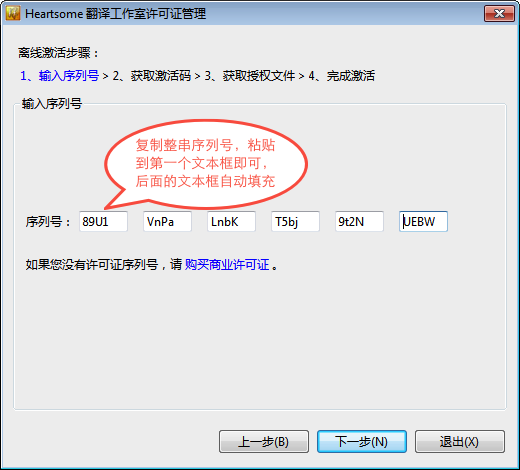 Heartsome 翻译工作室许可证管理
离线激活步骤：
1、输入序列号 > 2、获取激活码 > 3、获取授权文件 > 4、完成激活
输入序列号
复制整串序列号，粘贴
到第一个文本框即可，
后面的文本框自动填充
序列号： 89U1 VnPa LnbK T5bj 9t2N UEBW
如果您没有许可证序列号，请 购买商业许可证 。
上一步(B) 下一步(N) 退出(X)